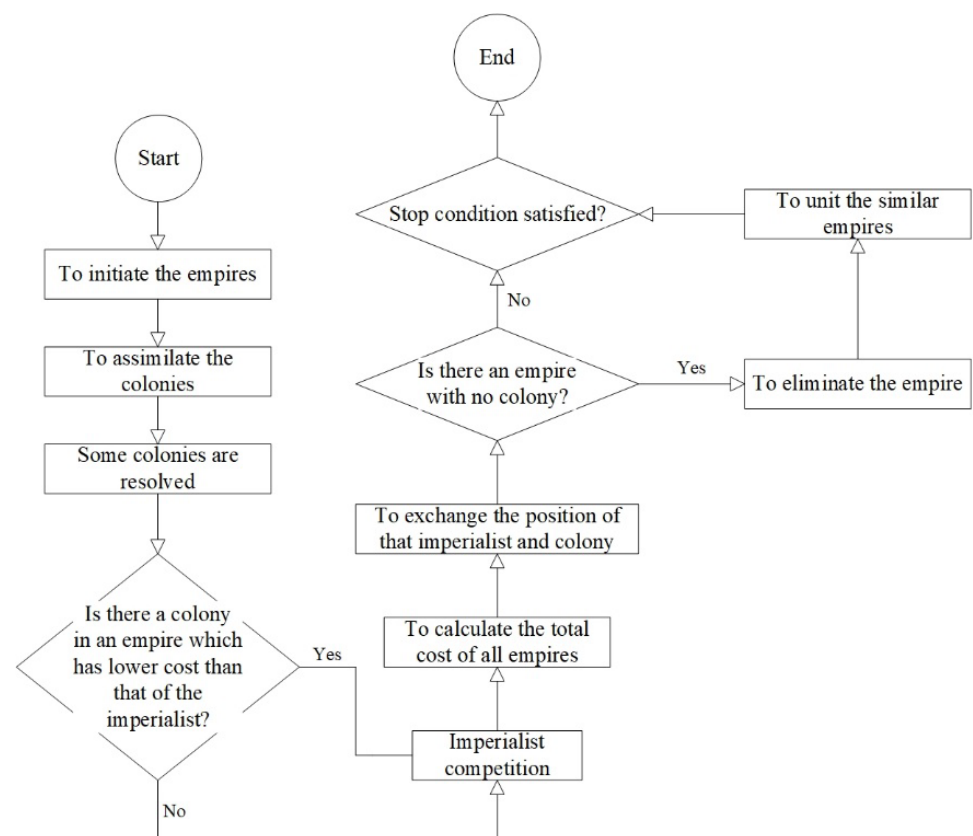 Start
To initiate the empires
To assimilate the
colonies
Some colonies are
resolved
Is there a colony
in an empire which
has lower cost than
that of the
imperialist?
Yes
No
Imperialist
competition
To calculate the total
cost of all empires
To exchange the position of
that imperialist and colony
Is there an empire
with no colony?
Yes
No
To eliminate the empire
To unit the similar
empires
Stop condition satisfied?
End